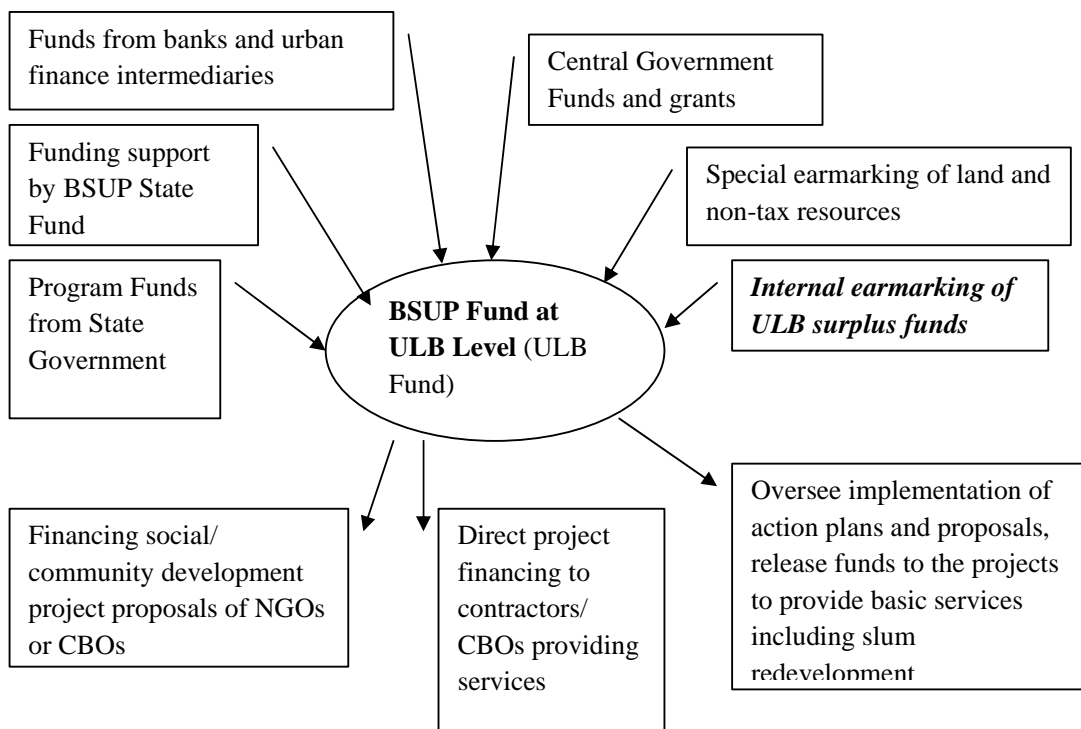 Funds from banks and urban
finance intermediaries
Central Government
Funds and grants
Funding support
by BSUP State
Fund
Special earmarking of land and
non-tax resources
Program Funds
from State
Government
BSUP Fund at
ULB Level (ULB
Fund)
Internal earmarking of
ULB surplus funds
Financing social/
community development
project proposals of NGOs
or CBOs
Direct project
financing to
contractors/
CBOs providing
services
Oversee implementation of
action plans and proposals,
release funds to the projects
to provide basic services
including slum
redevelopment